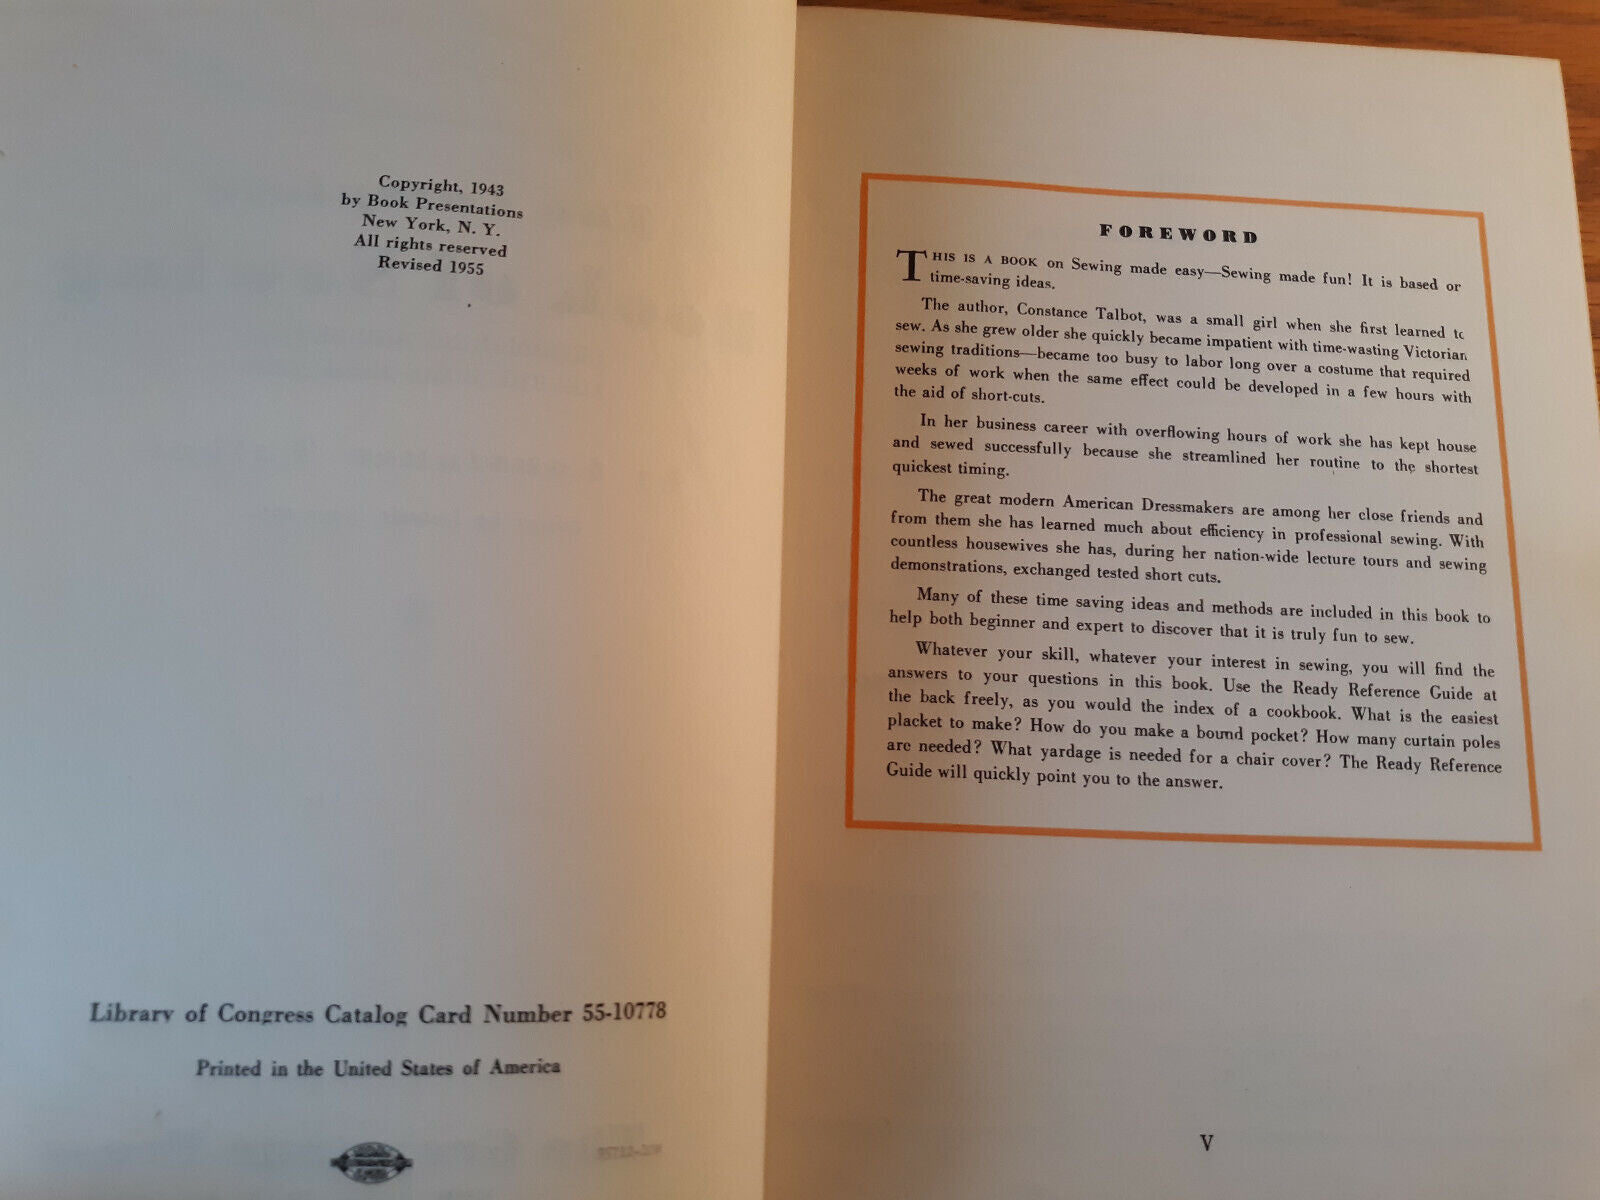 Copyright, 1943
by Book Presentations
New York, N. Y.
All rights reserved
Revised 1955
Library of Congress Catalog Card Number 55-10778
Printed in the United States of America
FOREWORD
THIS IS A BOOK on Sewing made easy—Sewing made fun! It is based or
time-saving ideas.
The author, Constance Talbot, was a small girl when she first learned to
sew. As she grew older she quickly became impatient with time-wasting Victorian
sewing traditions—became too busy to labor long over a costume that required
weeks of work when the same effect could be developed in a few hours with
the aid of short-cuts.
In her business career with overflowing hours of work she has kept house
and sewed successfully because she streamlined her routine to the shortest
quickest timing.
The great modern American Dressmakers are among her close friends and
from them she has learned much about efficiency in professional sewing. With
countless housewives she has, during her nation-wide lecture tours and sewing
demonstrations, exchanged tested short cuts.
Many of these time saving ideas and methods are included in this book to
help both beginner and expert to discover that it is truly fun to sew.
Whatever your skill, whatever your interest in sewing, you will find the
answers to your questions in this book. Use the Ready Reference Guide at
the back freely, as you would the index of a cookbook. What is the easiest
placket to make? How do you make a bound pocket? How many curtain poles
are needed? What yardage is needed for a chair cover? The Ready Reference
Guide will quickly point you to the answer.
V